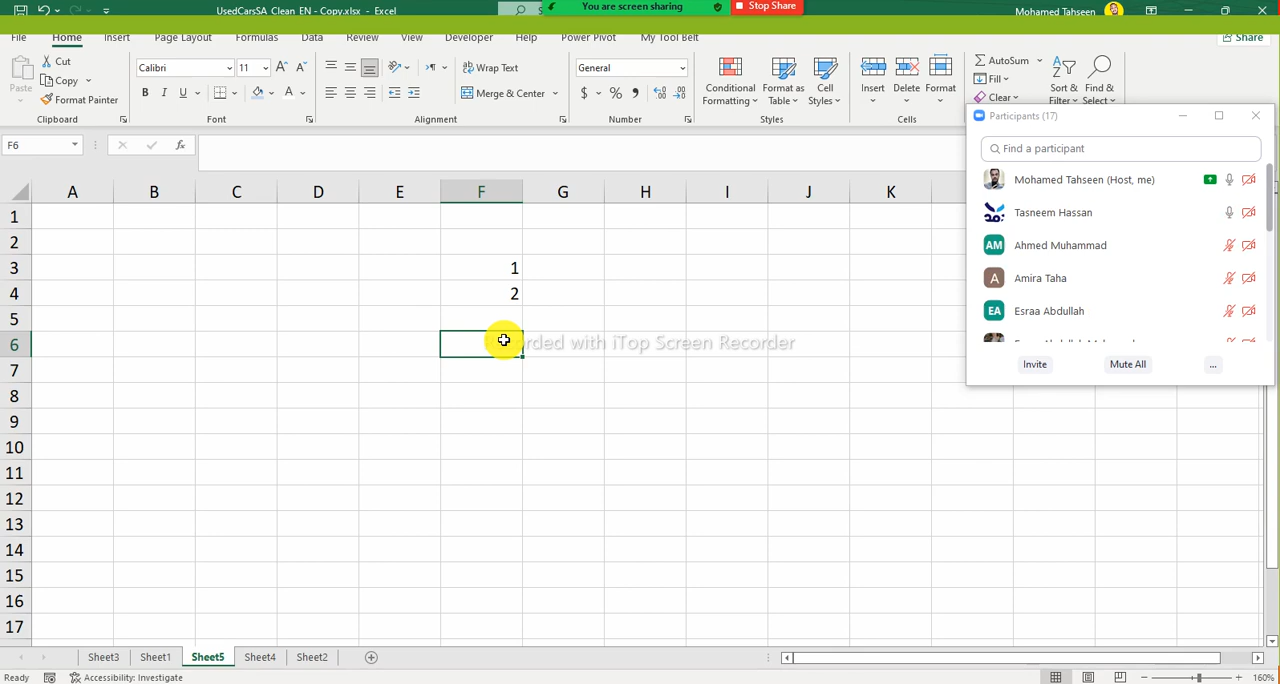 UsedCarsSA_Clean_EN - Copy.xlsx - Excel
You are screen sharing
Stop Share
Mohamed Tahseen
File Home Insert Page Layout Formulas Data Review View Developer Help Power Pivot My Tool Belt Share
Paste Cut Copy Format Painter
Clipboard
Calibri 11
B I U A
Font
Wrap Text
Merge & Center
Alignment
General
$ % ,
Number
Conditional Formatting
Format as Table
Cell Styles
Styles
Insert Delete Format
Cells
AutoSum
Fill
Clear
Sort & Filter
Find & Select
F6 fx
Participants (17)
Find a participant
Mohamed Tahseen (Host, me)
Tasneem Hassan
AM Ahmed Muhammad
A Amira Taha
EA Esraa Abdullah
Invite Mute All ...
A B C D E F G H I J K
1
2
3 1
4 2
5
6
rded with iTop Screen Recorder
7
8
9
10
11
12
13
14
15
16
17
Sheet3 Sheet1 Sheet5 Sheet4 Sheet2
Ready Accessibility: Investigate 160%